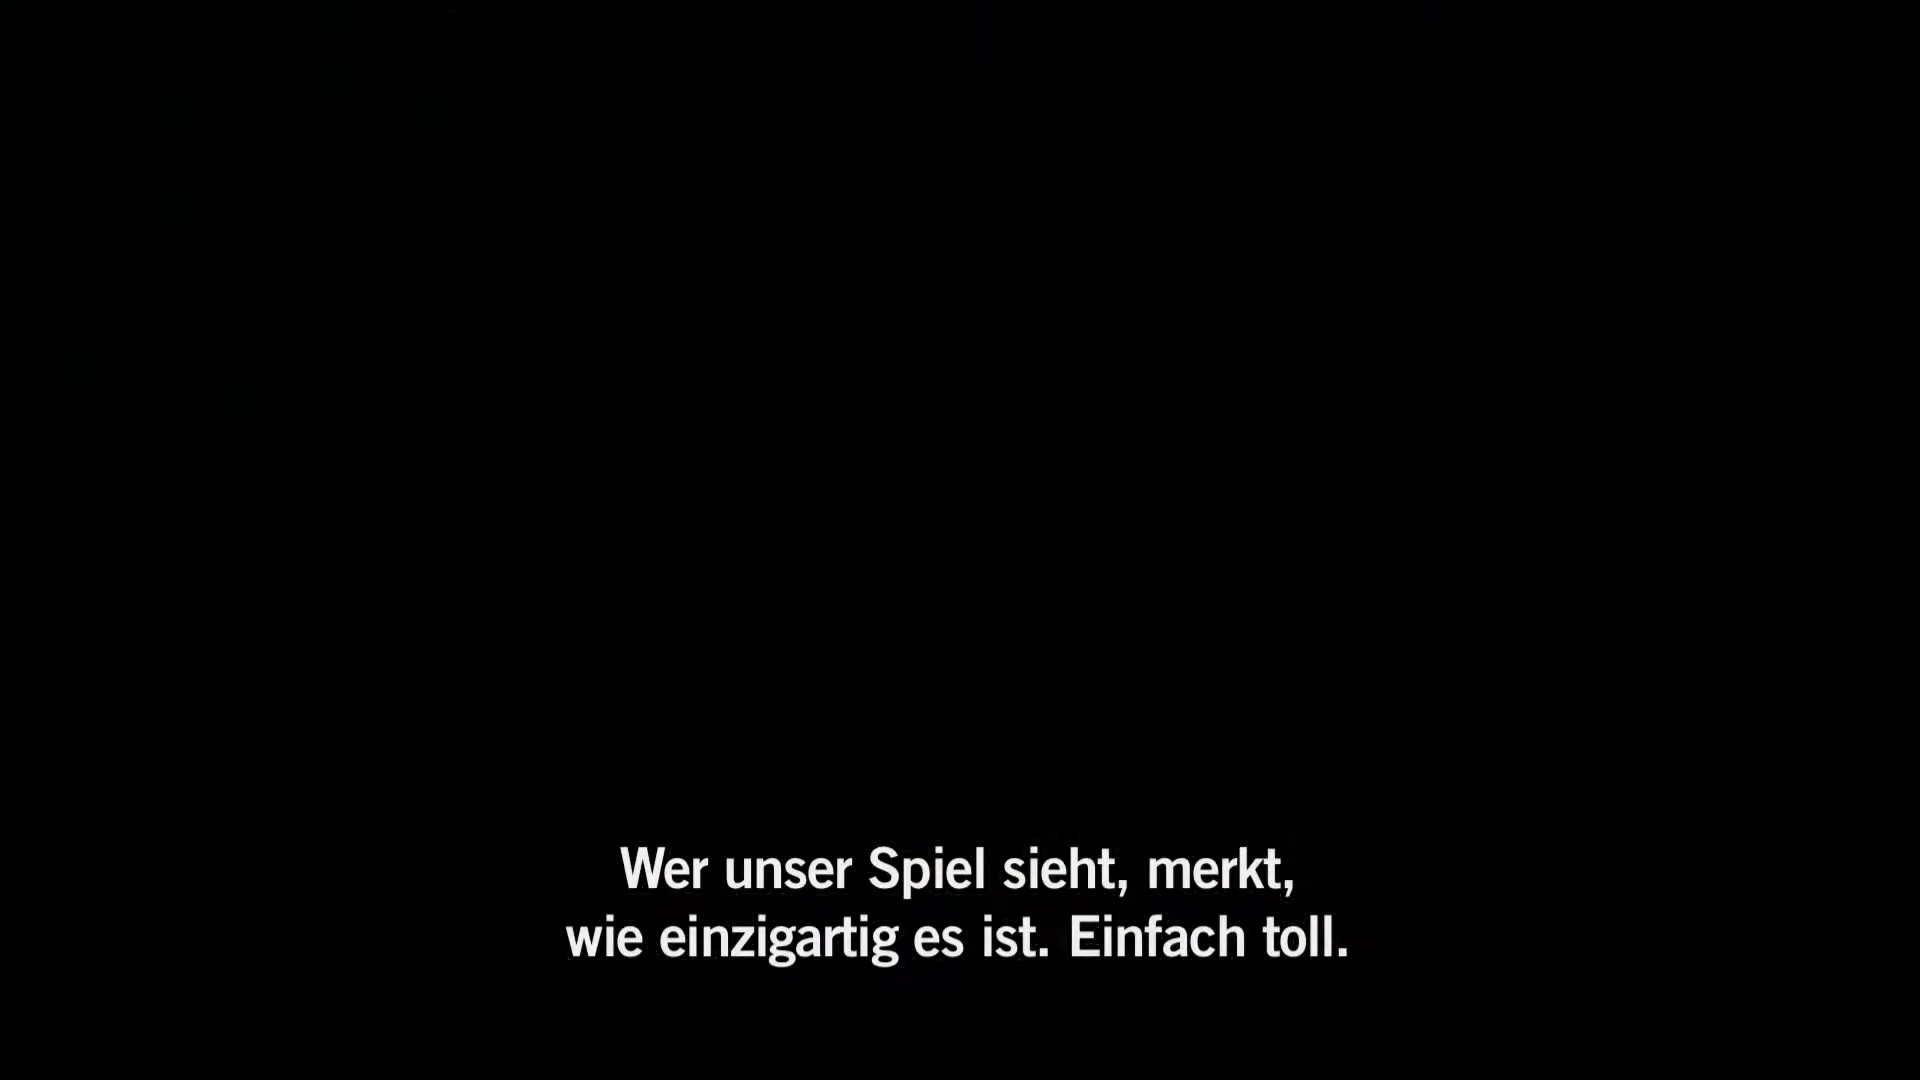 Wer unser Spiel sieht, merkt,
wie einzigartig es ist. Einfach toll.